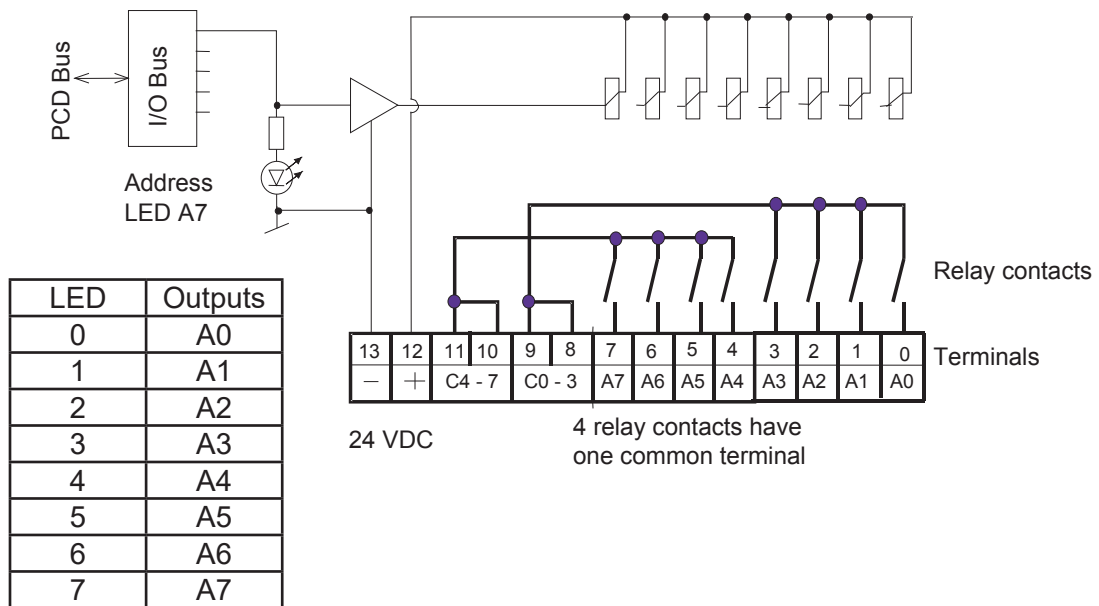 PCD Bus
I/O Bus
Address
LED A7
Relay contacts
LED Outputs
0 A0
1 A1
2 A2
3 A3
4 A4
5 A5
6 A6
7 A7
13 12 11 10 9 8 7 6 5 4 3 2 1 0
− + C4 - 7 C0 - 3 A7 A6 A5 A4 A3 A2 A1 A0
Terminals
24 VDC
4 relay contacts have
one common terminal